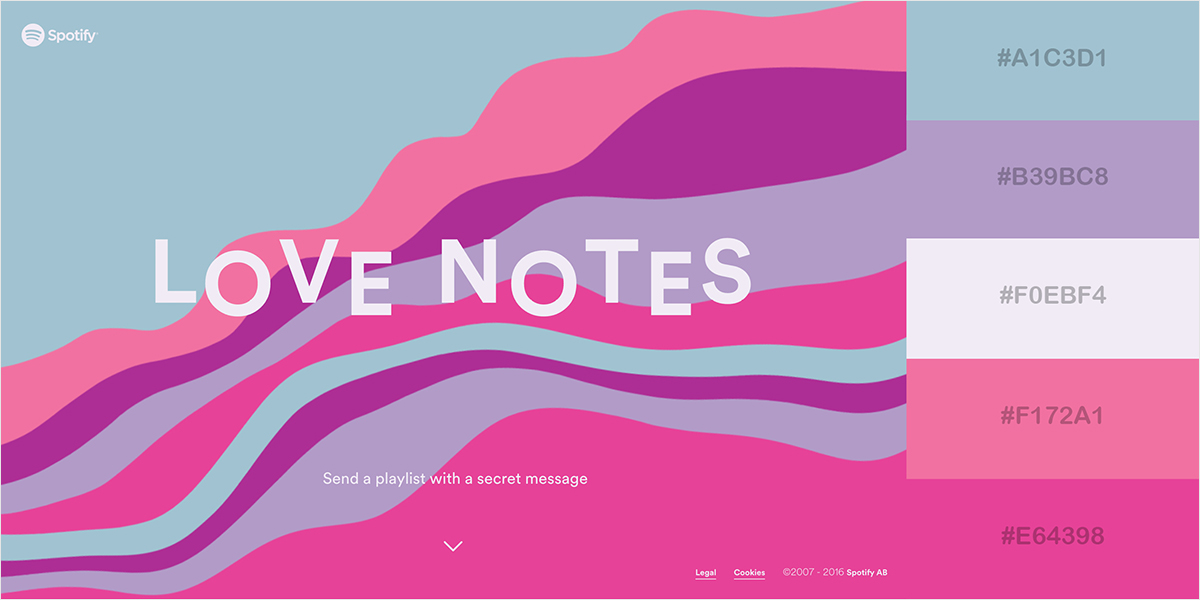 Spotify
LOVE NOTES
Send a playlist with a secret message
Legal Cookies ©2007 - 2016 Spotify AB
#A1C3D1
#B39BC8
#F0EBF4
#F172A1
#E64398